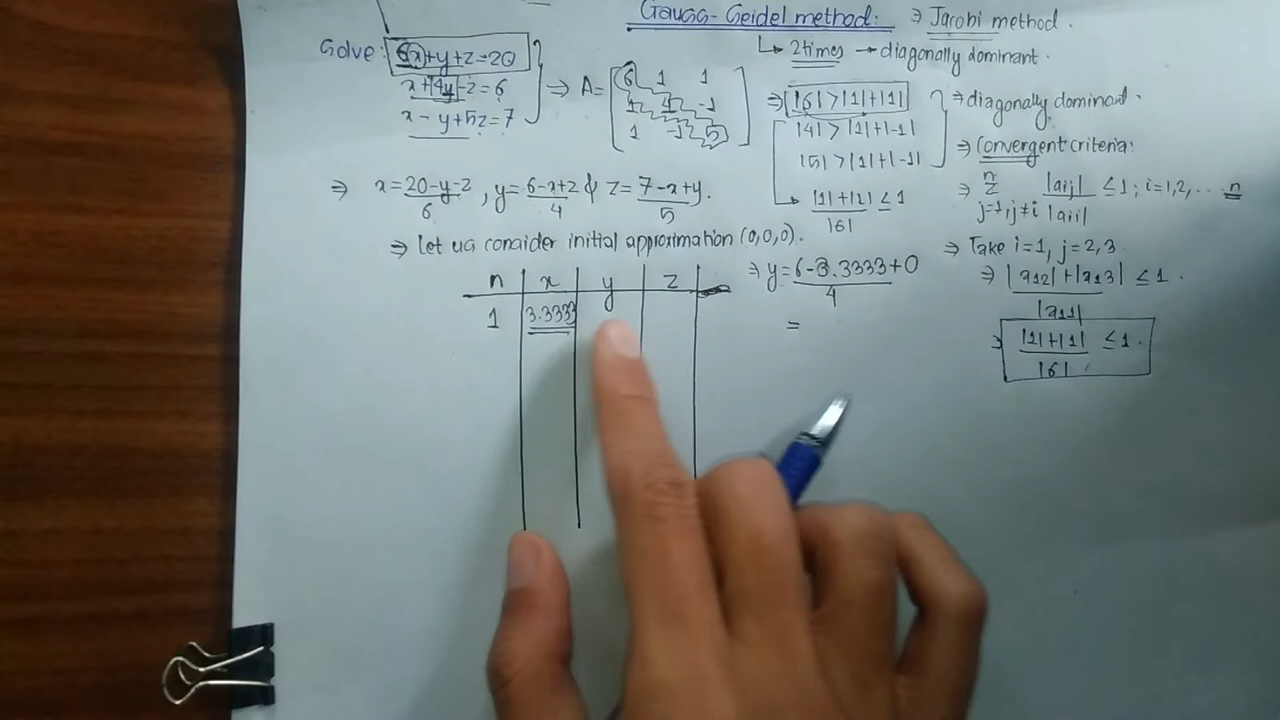 Gauss-Seidel method. ⇒ Jacobi method.
↳ 2 times → diagonally dominant.
Solve: 6x+y+z=20
x+4y-z=6
x-y+5z=7
⇒ A= [6 1 1
1 4 -1
1 -1 5]
⇒ |6| > |1|+|1|
|4| > |1|+|-1|
|5| > |1|+|-1|
⇒ diagonally dominant.
⇒ Convergent criteria:
|1|+|1| / |6| ≤ 1
⇒ n Σ j=1, j≠i |aij| / |aii| ≤ 1; i=1,2,... n
⇒ x = 20-y-z / 6, y = 6-x+z / 4 & z = 7-x+y / 5.
⇒ let us consider initial approximation (0,0,0).
⇒ Take i=1, j=2,3.
⇒ |a12|+|a13| / |a11| ≤ 1.
⇒ |1|+|1| / |6| ≤ 1.
n x y z
1 3.3333
⇒ y = 6-3.3333+0 / 4
=